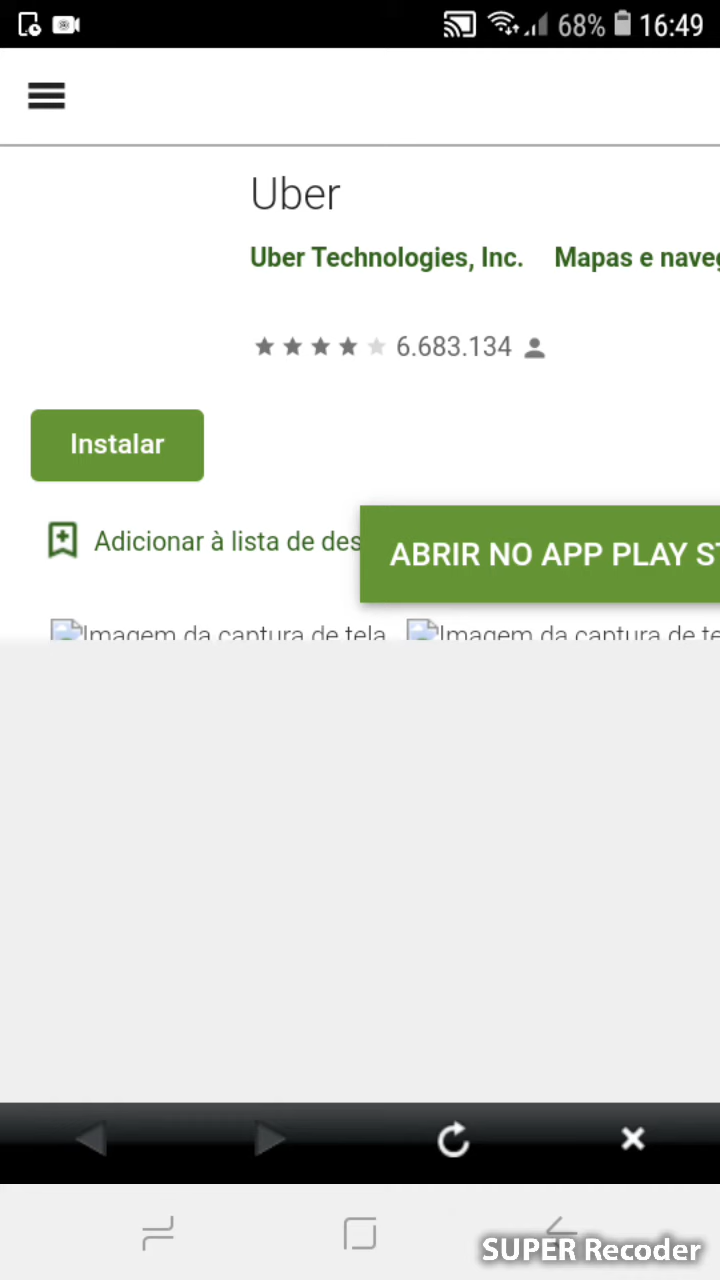 68% 16:49
Uber
Uber Technologies, Inc. Mapas e naveg
6.683.134
Instalar
Adicionar à lista de des
ABRIR NO APP PLAY ST
Imagem da captura de tela Imagem da captura de te
SUPER Recoder